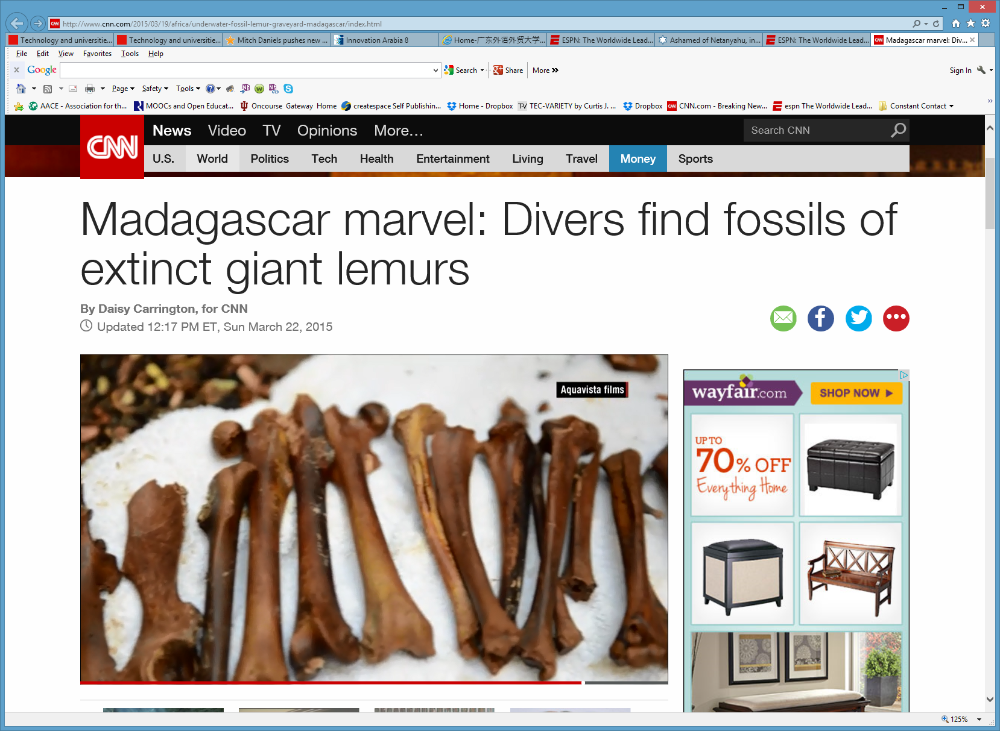 http://www.cnn.com/2015/03/19/africa/underwater-fossil-lemur-graveyard-madagascar/index.html
Technology and universitie... Technology and universitie... Mitch Daniels pushes new ... Innovation Arabia 8 Home-广东外语外贸大学... ESPN: The Worldwide Lead... Ashamed of Netanyahu, in... ESPN: The Worldwide Lead... CNN Madagascar marvel: Div...
File Edit View Favorites Tools Help
x Google Search Share More » Sign In
Page Safety Tools
AACE - Association for th... MOOCs and Open Educat... Oncourse Gateway Home createspace Self Publishin... Home - Dropbox TV TEC-VARIETY by Curtis J. ... Dropbox CNN CNN.com - Breaking New... espn The Worldwide Lead... Constant Contact »
CNN News Video TV Opinions More... Search CNN
U.S. World Politics Tech Health Entertainment Living Travel Money Sports
Madagascar marvel: Divers find fossils of
extinct giant lemurs
By Daisy Carrington, for CNN
Updated 12:17 PM ET, Sun March 22, 2015
Aquavista films
wayfair.com SHOP NOW
UP TO
70% OFF
Everything Home
125%